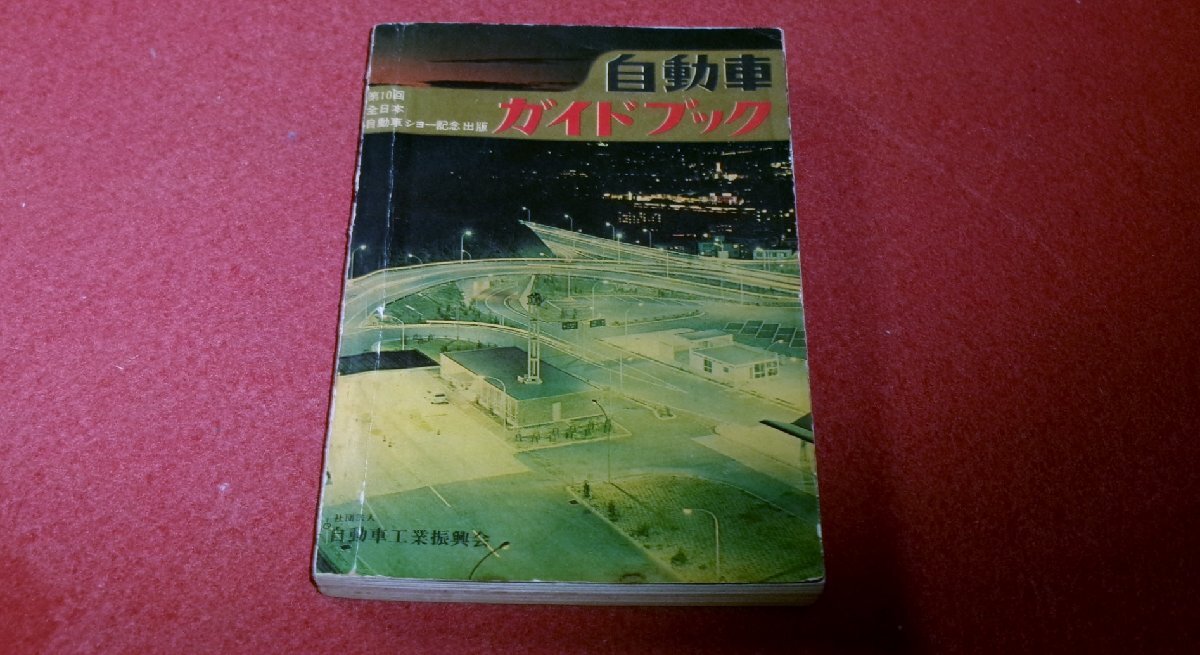 自動車
ガイドブック
第10回
全日本
自動車ショー記念出版
社団法人
自動車工業振興会